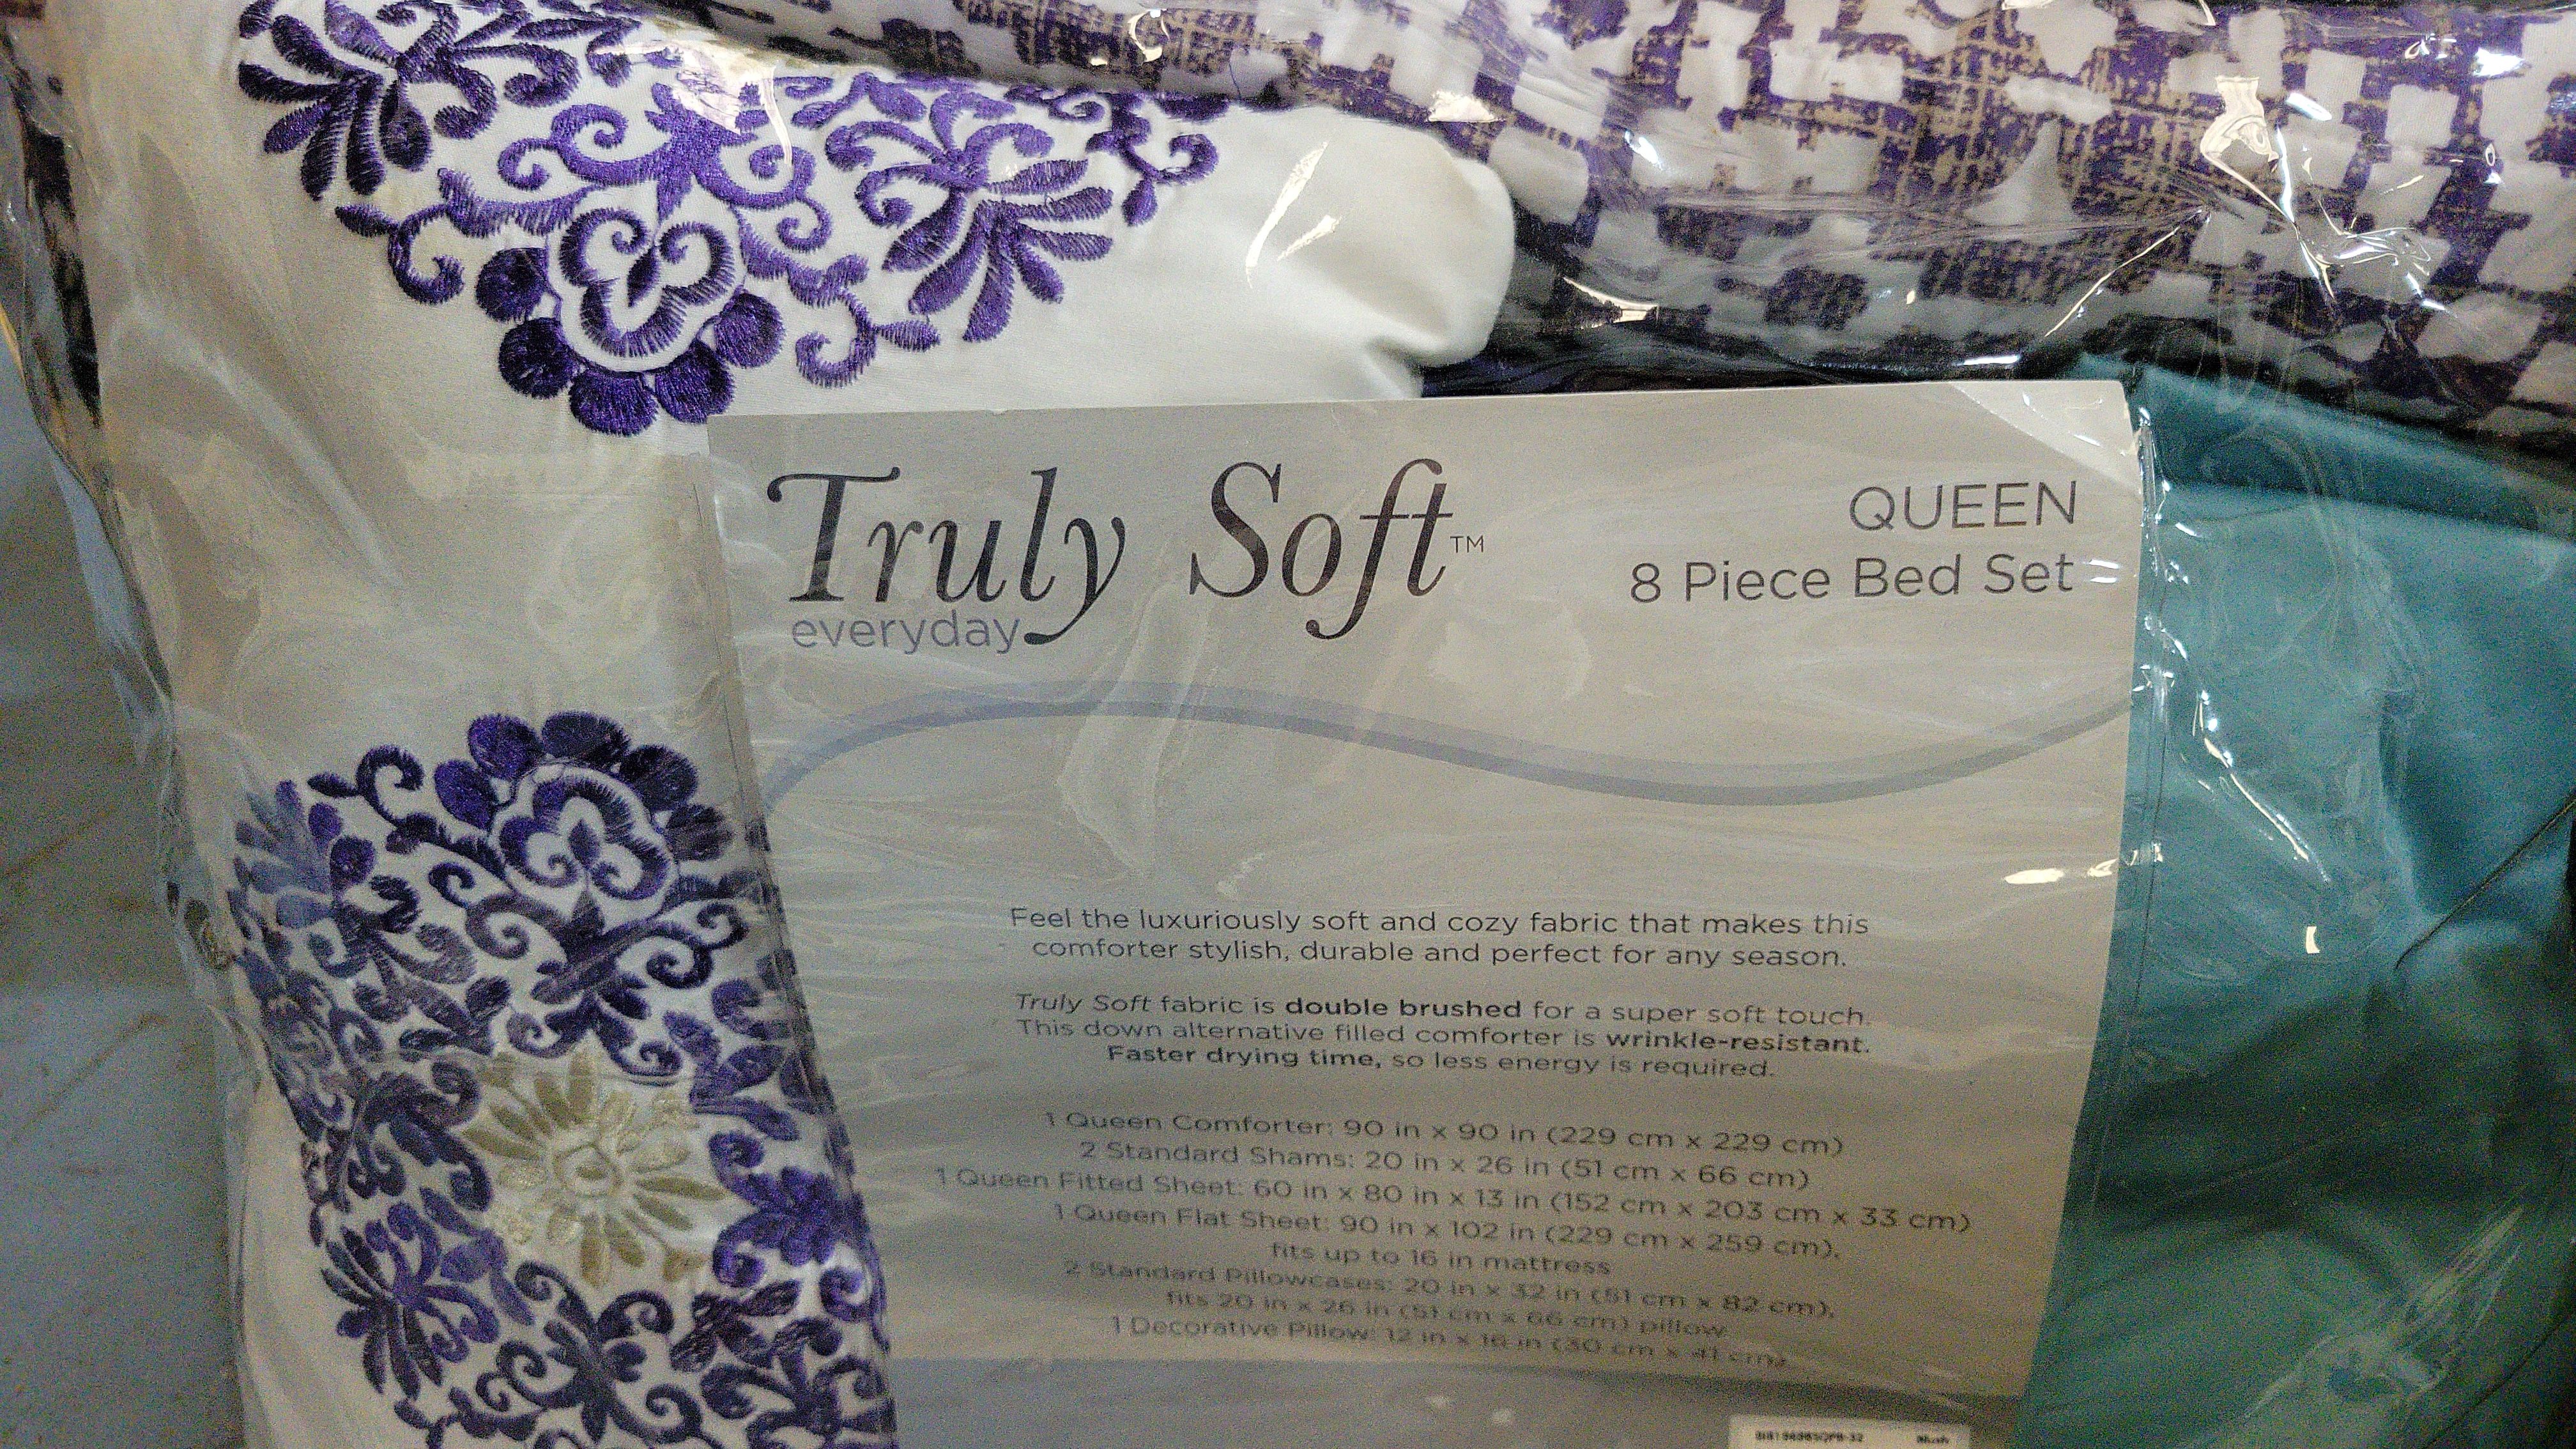 Truly Soft™
everyday
QUEEN
8 Piece Bed Set
Feel the luxuriously soft and cozy fabric that makes this
comforter stylish, durable and perfect for any season.
Truly Soft fabric is double brushed for a super soft touch.
This down alternative filled comforter is wrinkle-resistant.
Faster drying time, so less energy is required.
1 Queen Comforter: 90 in x 90 in (229 cm x 229 cm)
2 Standard Shams: 20 in x 26 in (51 cm x 66 cm)
1 Queen Fitted Sheet: 60 in x 80 in x 13 in (152 cm x 203 cm x 33 cm)
1 Queen Flat Sheet: 90 in x 102 in (229 cm x 259 cm),
fits up to 16 in mattress
2 Standard Pillowcases: 20 in x 32 in (51 cm x 82 cm),
fits 20 in x 26 in (51 cm x 66 cm) pillow
1 Decorative Pillow: 12 in x 16 in (30 cm x 41 cm)